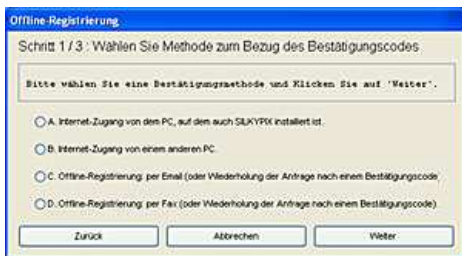 Offline-Registrierung
Schritt 1 / 3 : Wählen Sie Methode zum Bezug des Bestätigungscodes
Bitte wählen Sie eine Bestätigungsmethode und Klicken Sie auf 'Weiter'.
A. Internet-Zugang von dem PC, auf dem auch SILKYPIX installiert ist.
B. Internet-Zugang von einem anderen PC.
C. Offline-Registrierung: per Email (oder Wiederholung der Anfrage nach einem Bestätigungscode)
D. Offline-Registrierung: per Fax (oder Wiederholung der Anfrage nach einem Bestätigungscode).
Zurück Abbrechen Weiter